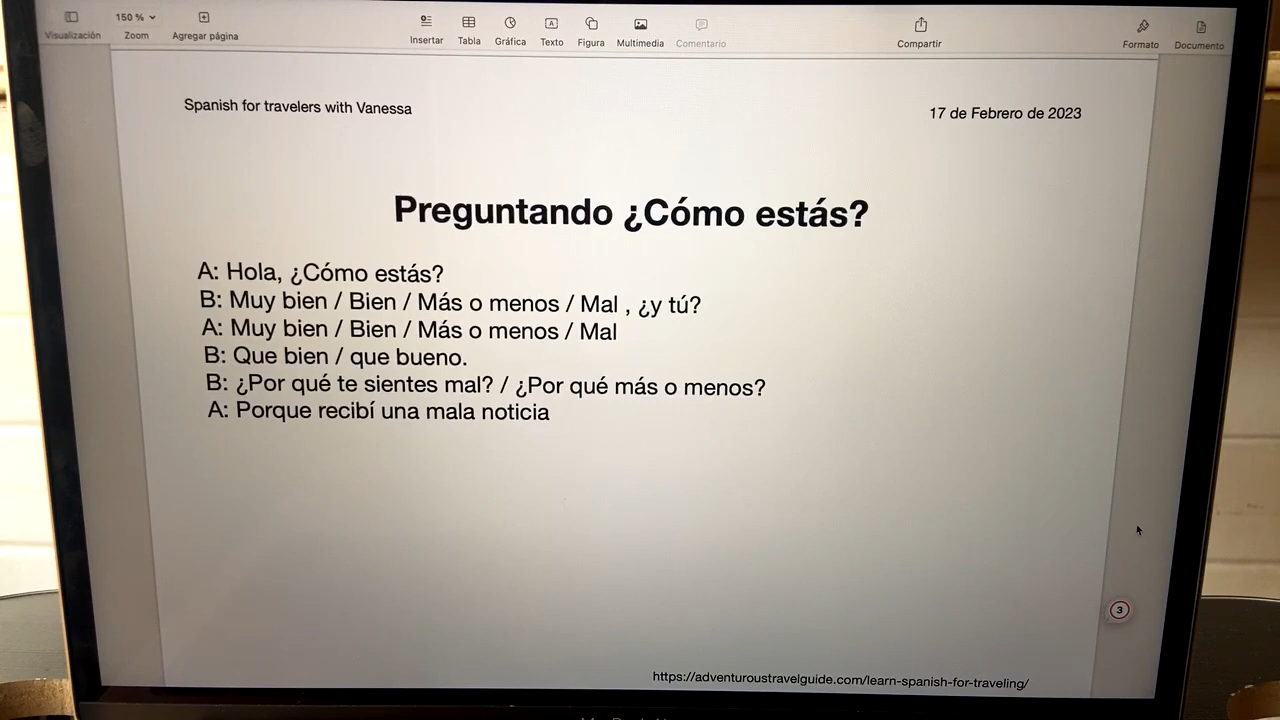 150 %
Visualización Zoom Agregar página Insertar Tabla Gráfica Texto Figura Multimedia Comentario Compartir Formato Documento
Spanish for travelers with Vanessa
17 de Febrero de 2023
Preguntando ¿Cómo estás?
A: Hola, ¿Cómo estás?
B: Muy bien / Bien / Más o menos / Mal , ¿y tú?
A: Muy bien / Bien / Más o menos / Mal
B: Que bien / que bueno.
B: ¿Por qué te sientes mal? / ¿Por qué más o menos?
A: Porque recibí una mala noticia
3
https://adventuroustravelguide.com/learn-spanish-for-traveling/